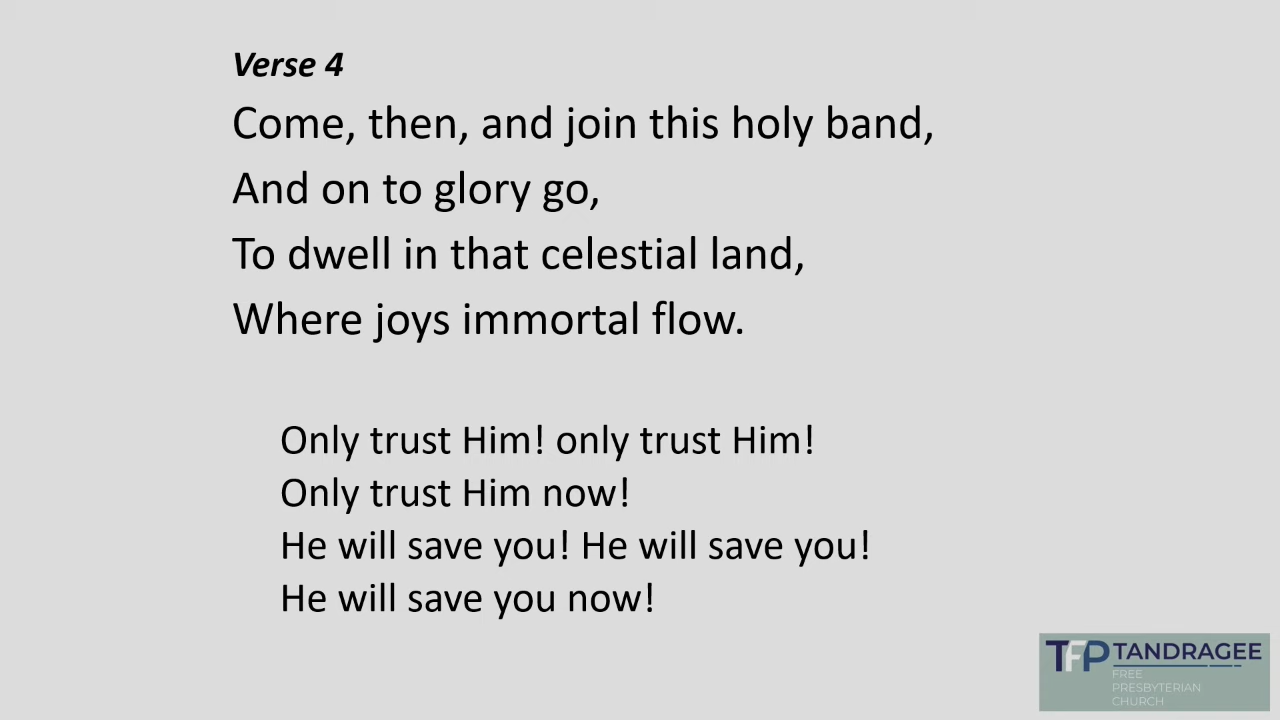 Verse 4
Come, then, and join this holy band,
And on to glory go,
To dwell in that celestial land,
Where joys immortal flow.
Only trust Him! only trust Him!
Only trust Him now!
He will save you! He will save you!
He will save you now!
TFP TANDRAGEE
FREE
PRESBYTERIAN
CHURCH